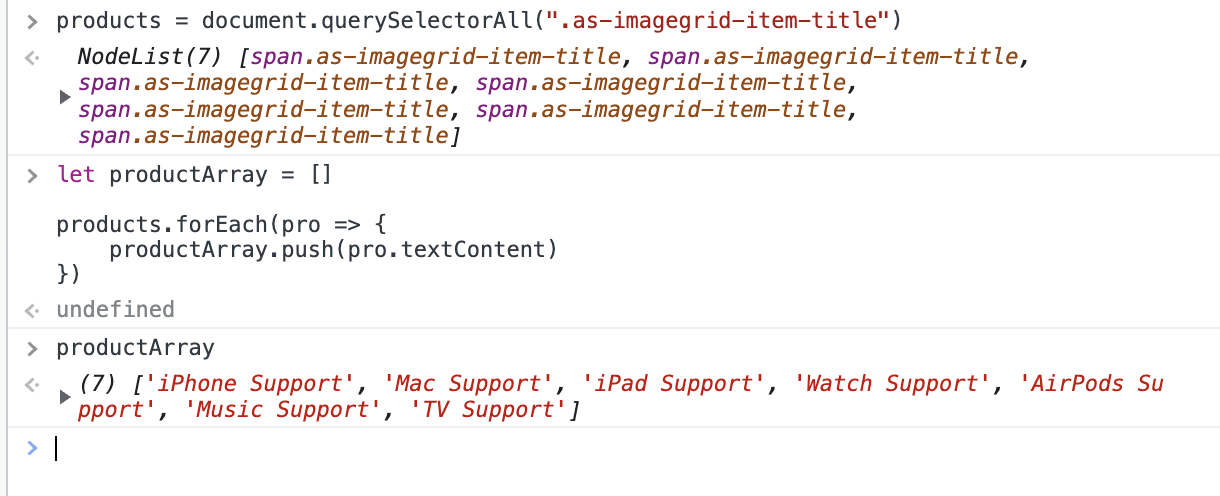 > products = document.querySelectorAll(".as-imagegrid-item-title")
<· NodeList(7) [span.as-imagegrid-item-title, span.as-imagegrid-item-title,
▶ span.as-imagegrid-item-title, span.as-imagegrid-item-title,
span.as-imagegrid-item-title, span.as-imagegrid-item-title,
span.as-imagegrid-item-title]
> let productArray = []
products.forEach(pro => {
    productArray.push(pro.textContent)
})
<· undefined
> productArray
<· (7) ['iPhone Support', 'Mac Support', 'iPad Support', 'Watch Support', 'AirPods Su
▶ pport', 'Music Support', 'TV Support']
>